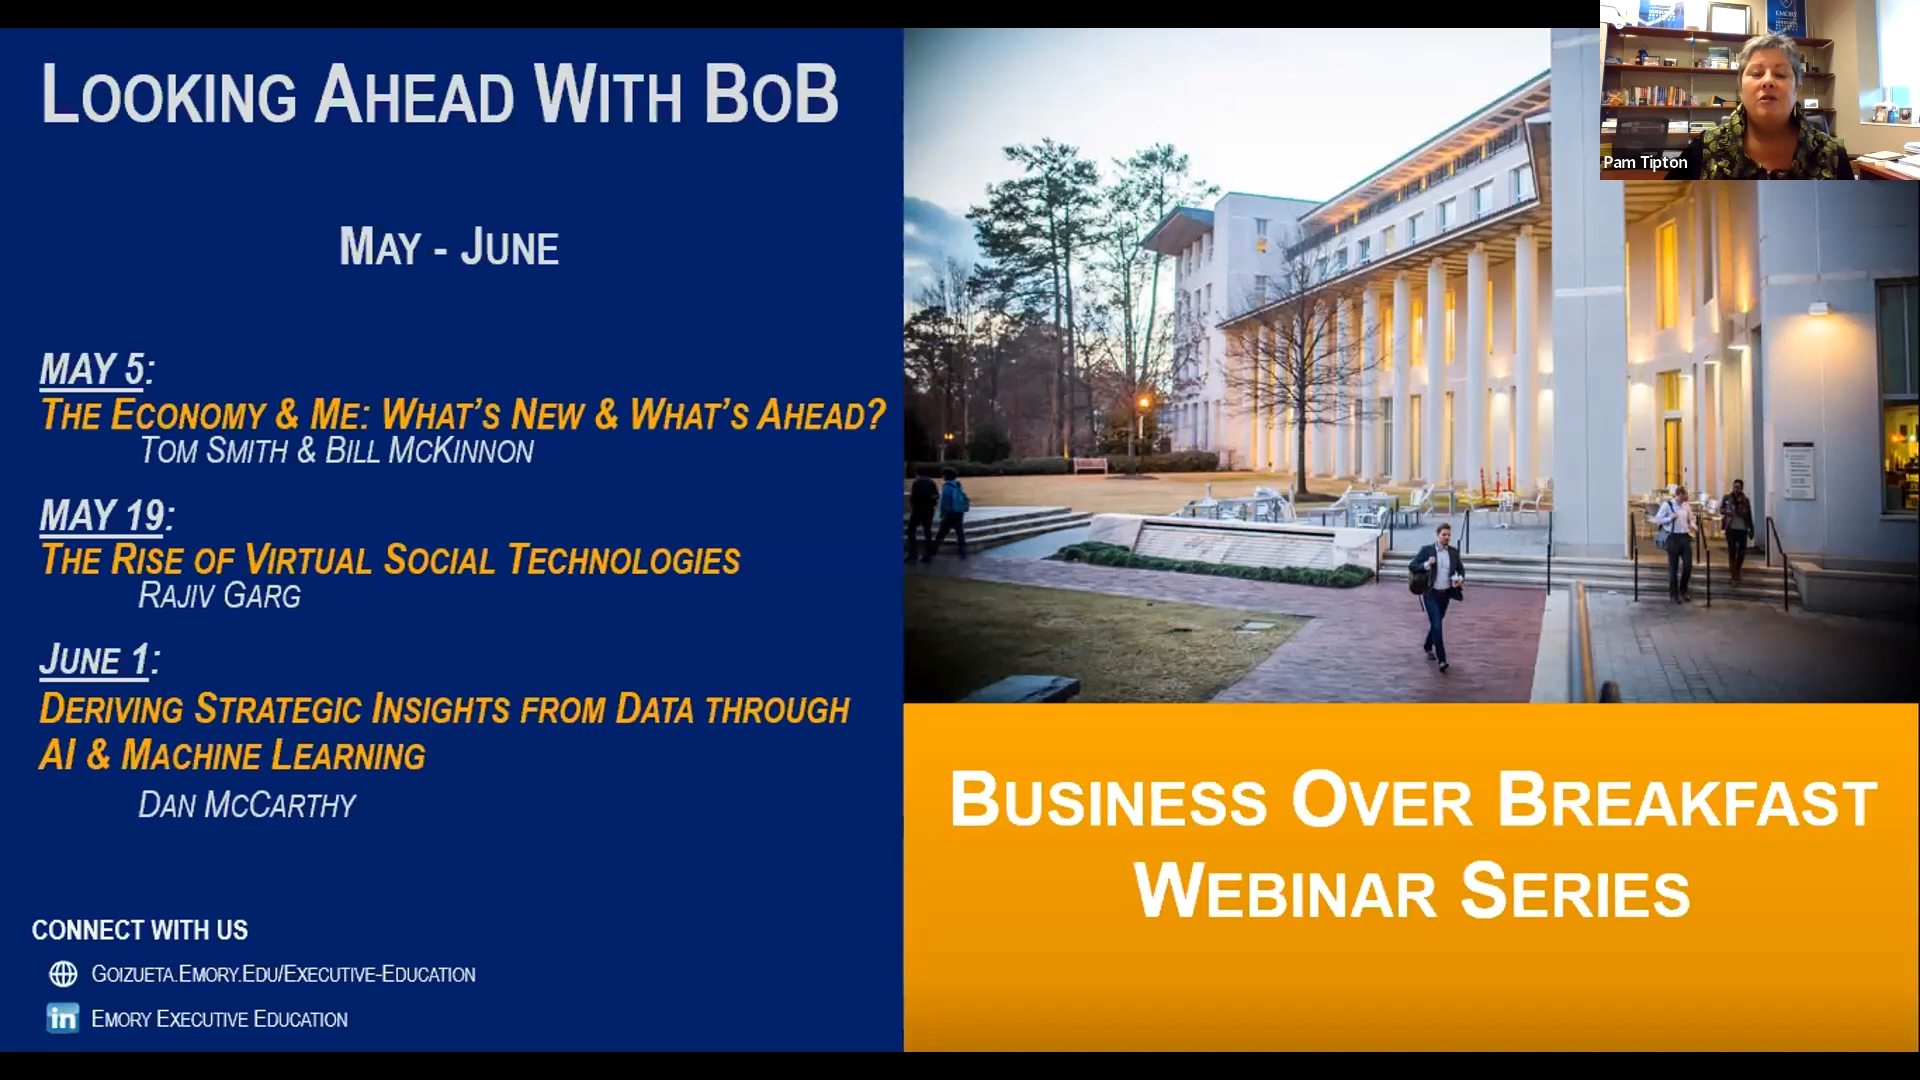 LOOKING AHEAD WITH BOB
MAY - JUNE
MAY 5:
THE ECONOMY & ME: WHAT'S NEW & WHAT'S AHEAD?
TOM SMITH & BILL MCKINNON
MAY 19:
THE RISE OF VIRTUAL SOCIAL TECHNOLOGIES
RAJIV GARG
JUNE 1:
DERIVING STRATEGIC INSIGHTS FROM DATA THROUGH
AI & MACHINE LEARNING
DAN MCCARTHY
CONNECT WITH US
GOIZUETA.EMORY.EDU/EXECUTIVE-EDUCATION
in EMORY EXECUTIVE EDUCATION
EMORY
Pam Tipton
BUSINESS OVER BREAKFAST
WEBINAR SERIES